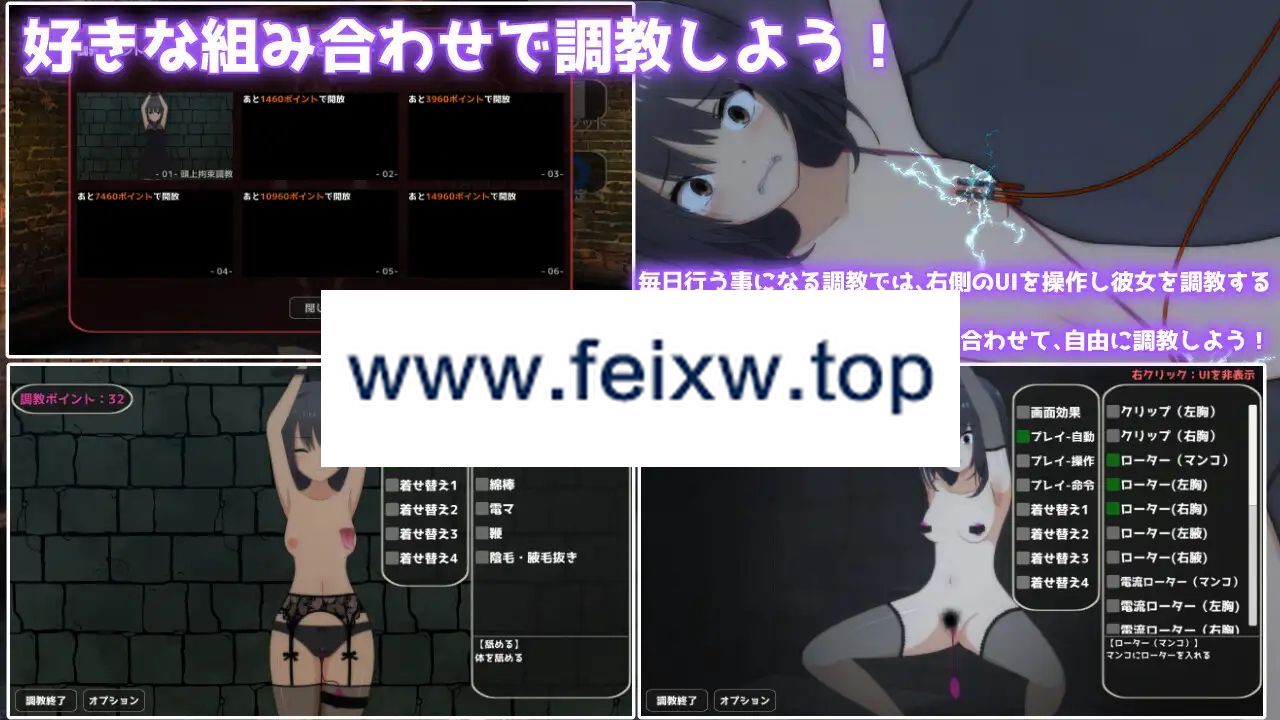 好きな組み合わせで調教しよう！
あと1460ポイントで開放
あと3960ポイントで開放
- 01- 頭上拘束調教
- 02-
- 03-
あと7460ポイントで開放
あと10960ポイントで開放
あと14960ポイントで開放
- 04-
- 05-
- 06-
閉じ
毎日行う事になる調教では、右側のUIを操作し彼女を調教する
合わせて、自由に調教しよう！
www.feixw.top
調教ポイント：32
着せ替え1
着せ替え2
着せ替え3
着せ替え4
綿棒
電マ
鞭
陰毛・腋毛抜き
【舐める】
体を舐める
調教終了
オプション
右クリック：UIを非表示
画面効果
プレイ-自動
プレイ-操作
プレイ-命令
着せ替え1
着せ替え2
着せ替え3
着せ替え4
クリップ（左胸）
クリップ（右胸）
ローター（マンコ）
ローター(左胸)
ローター(右胸)
ローター(左腋)
ローター(右腋)
電流ローター（マンコ）
電流ローター（左胸）
電流ローター（右胸）
【ローター（マンコ）】
マンコにローターを入れる
調教終了
オプション